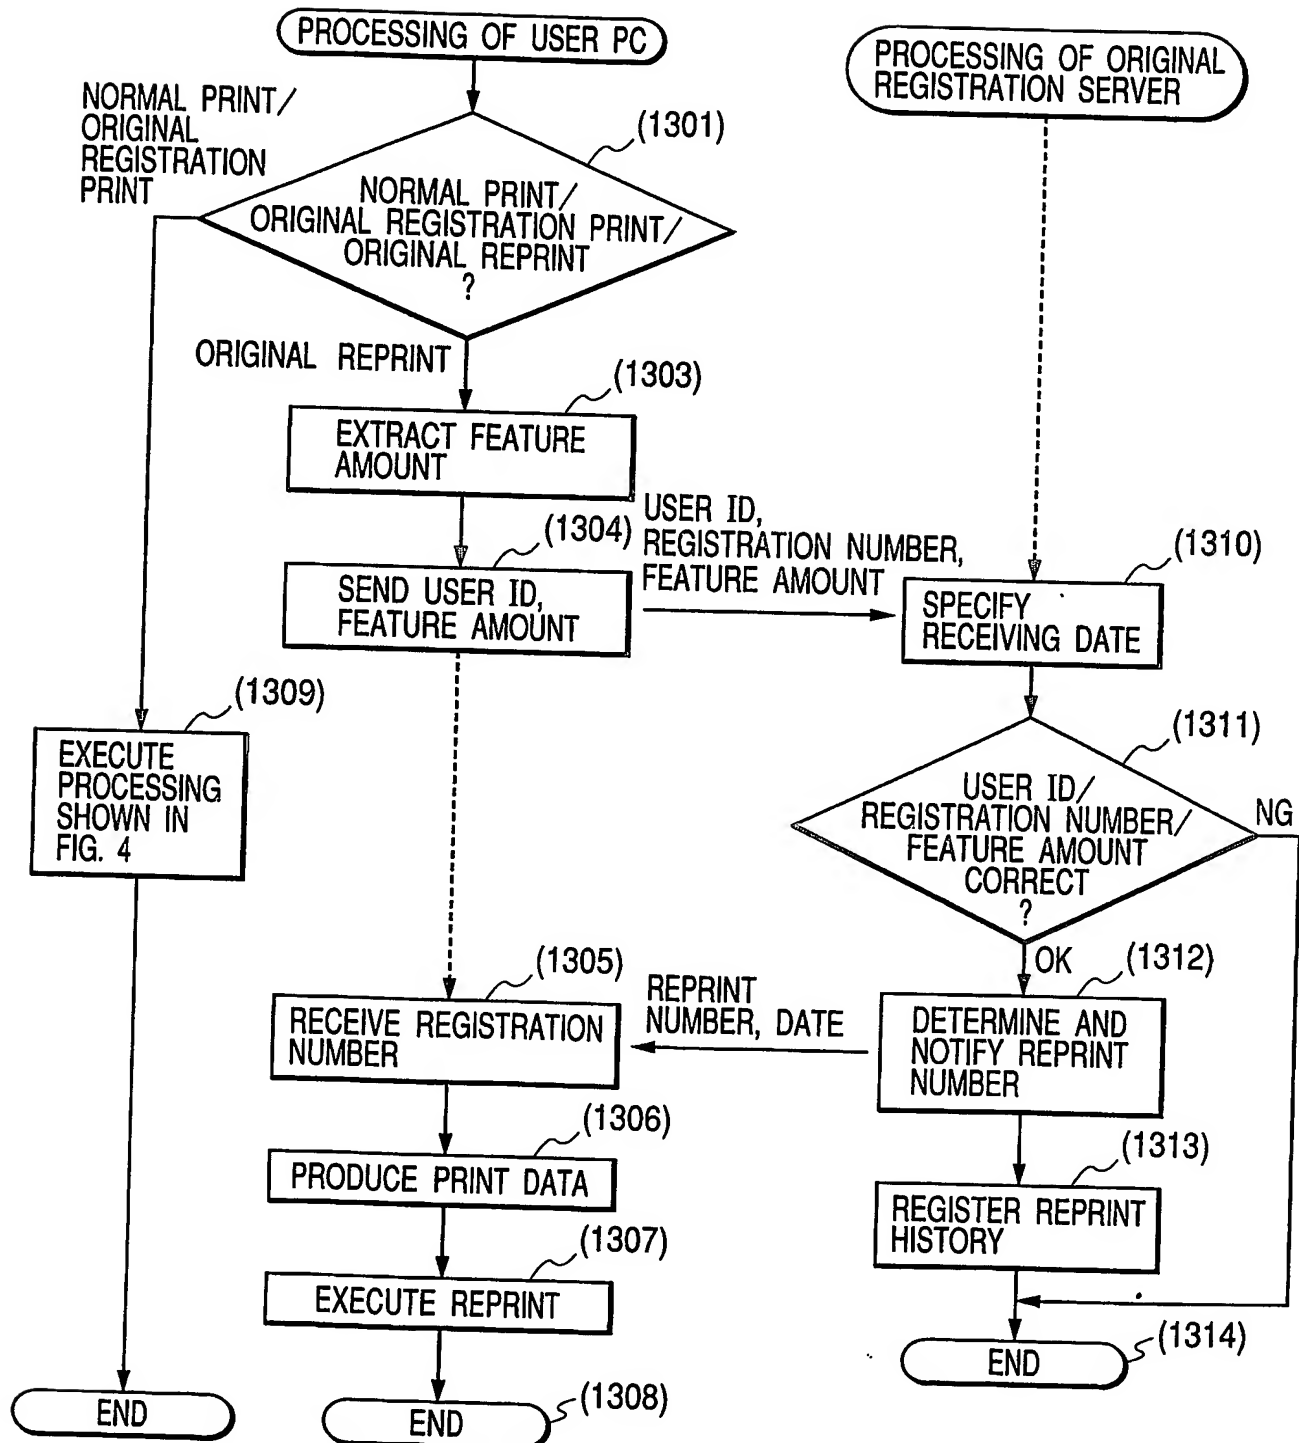 PROCESSING OF USER PC
PROCESSING OF ORIGINAL
REGISTRATION SERVER
NORMAL PRINT/
ORIGINAL
REGISTRATION
PRINT
(1301)
NORMAL PRINT/
ORIGINAL REGISTRATION PRINT/
ORIGINAL REPRINT
?
ORIGINAL REPRINT
(1303)
EXTRACT FEATURE
AMOUNT
(1304)
SEND USER ID,
FEATURE AMOUNT
USER ID,
REGISTRATION NUMBER,
FEATURE AMOUNT
(1310)
SPECIFY
RECEIVING DATE
(1309)
EXECUTE
PROCESSING
SHOWN IN
FIG. 4
(1311)
USER ID/
REGISTRATION NUMBER/
FEATURE AMOUNT
CORRECT
?
NG
OK
(1305)
RECEIVE REGISTRATION
NUMBER
REPRINT
NUMBER, DATE
(1312)
DETERMINE AND
NOTIFY REPRINT
NUMBER
(1306)
PRODUCE PRINT DATA
(1313)
REGISTER REPRINT
HISTORY
(1307)
EXECUTE REPRINT
END
(1314)
END
END
(1308)